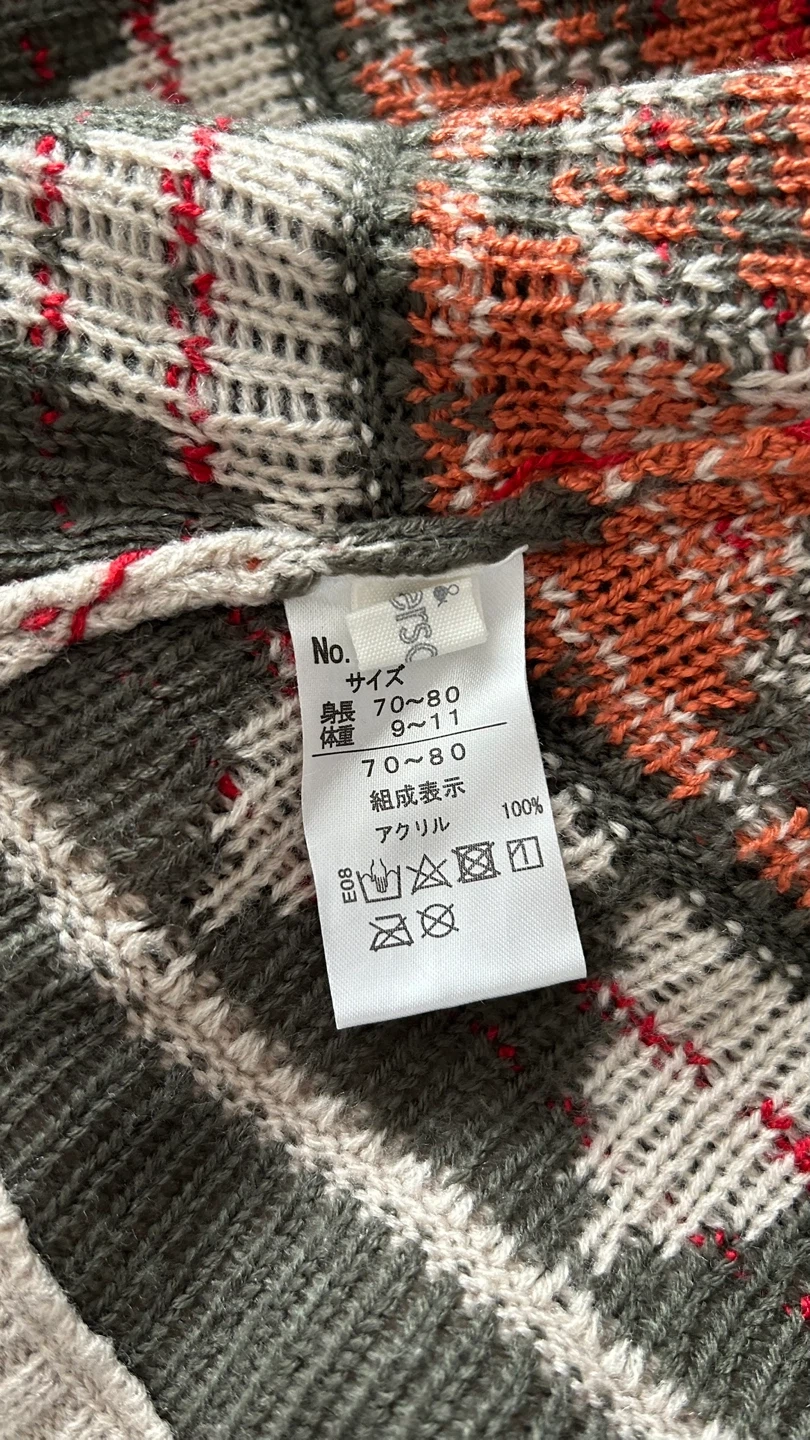 No.
サイズ
身長 70～80
体重 9～11
70～80
組成表示
アクリル 100%
E08